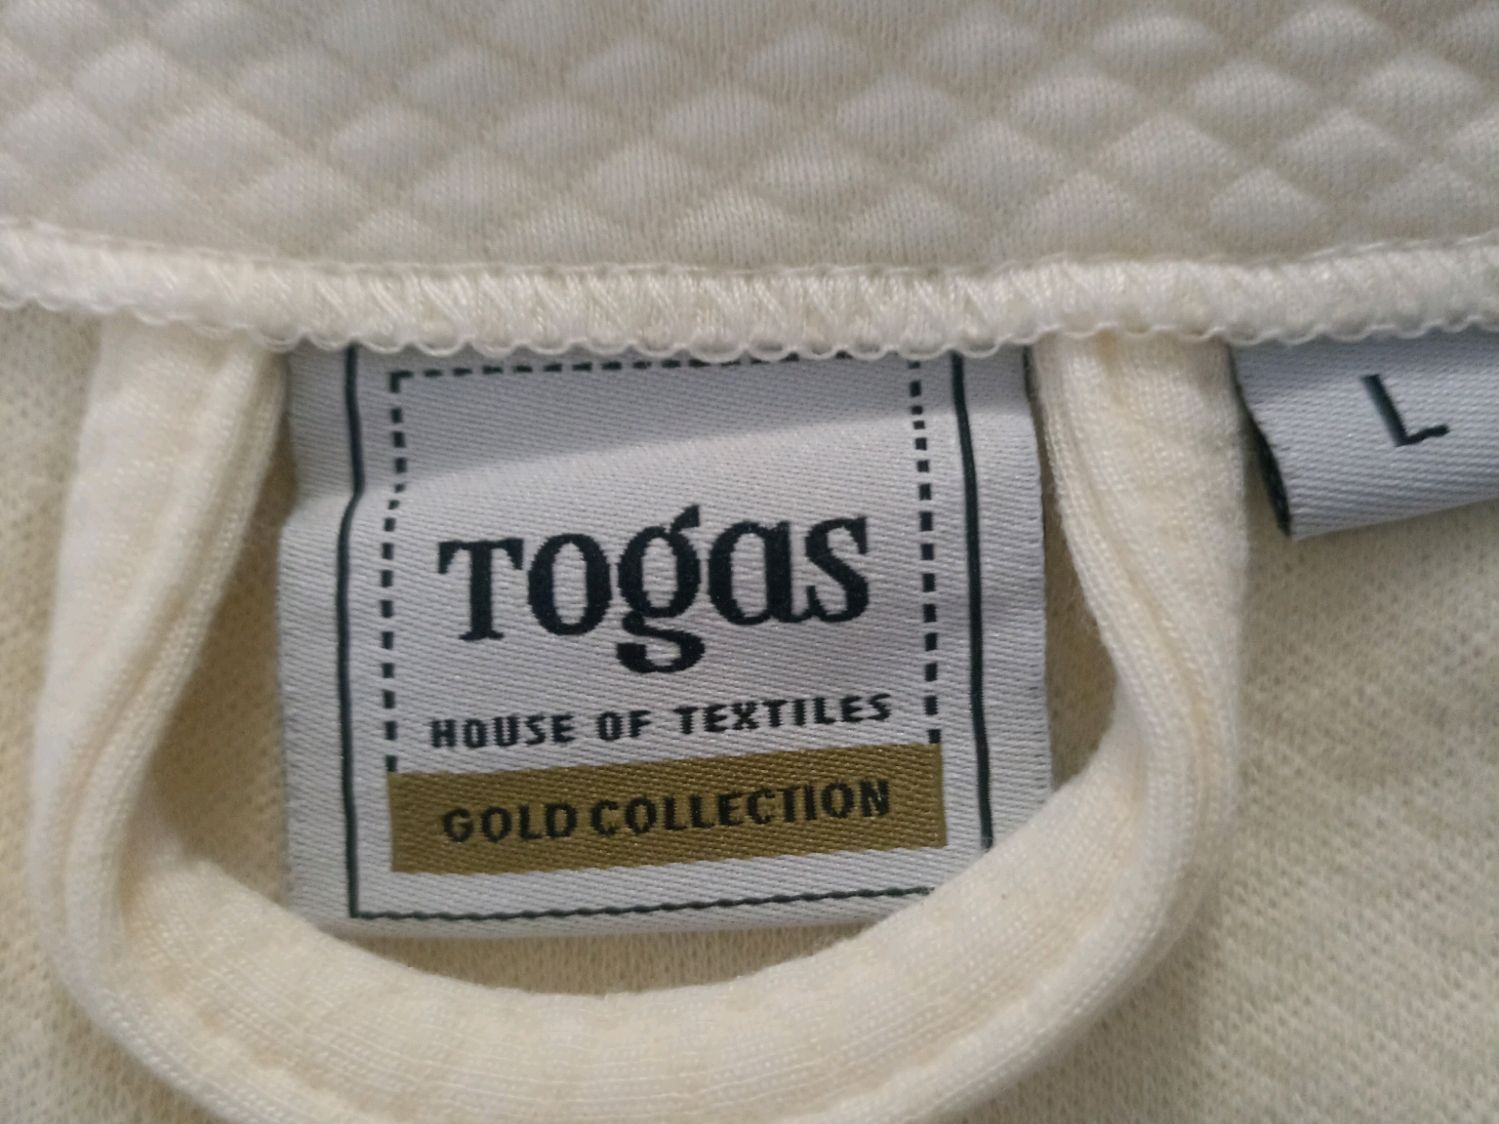 Togas
HOUSE OF TEXTILES
GOLD COLLECTION
L